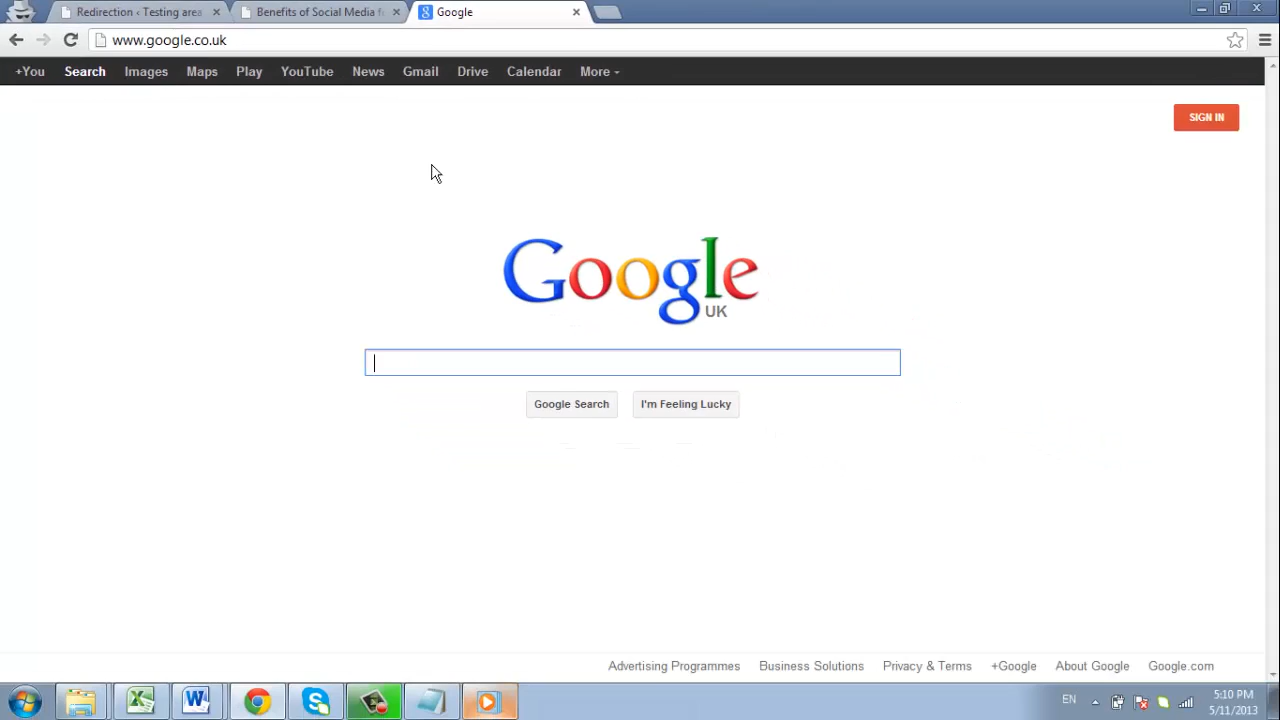 Redirection ‹ Testing area
Benefits of Social Media f
Google
www.google.co.uk
+You Search Images Maps Play YouTube News Gmail Drive Calendar More
SIGN IN
Google
UK
Google Search I'm Feeling Lucky
Advertising Programmes Business Solutions Privacy & Terms +Google About Google Google.com
EN
5:10 PM
5/11/2013